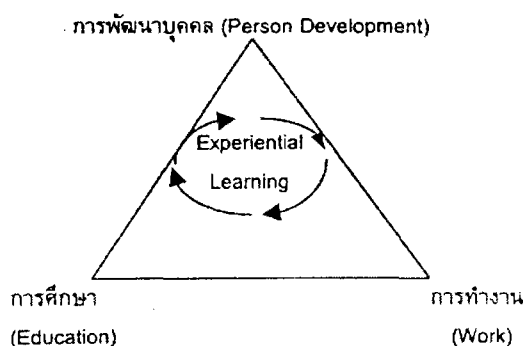 การพัฒนาบุคคล (Person Development)
Experiential
Learning
การศึกษา
การทำงาน
(Education)
(Work)